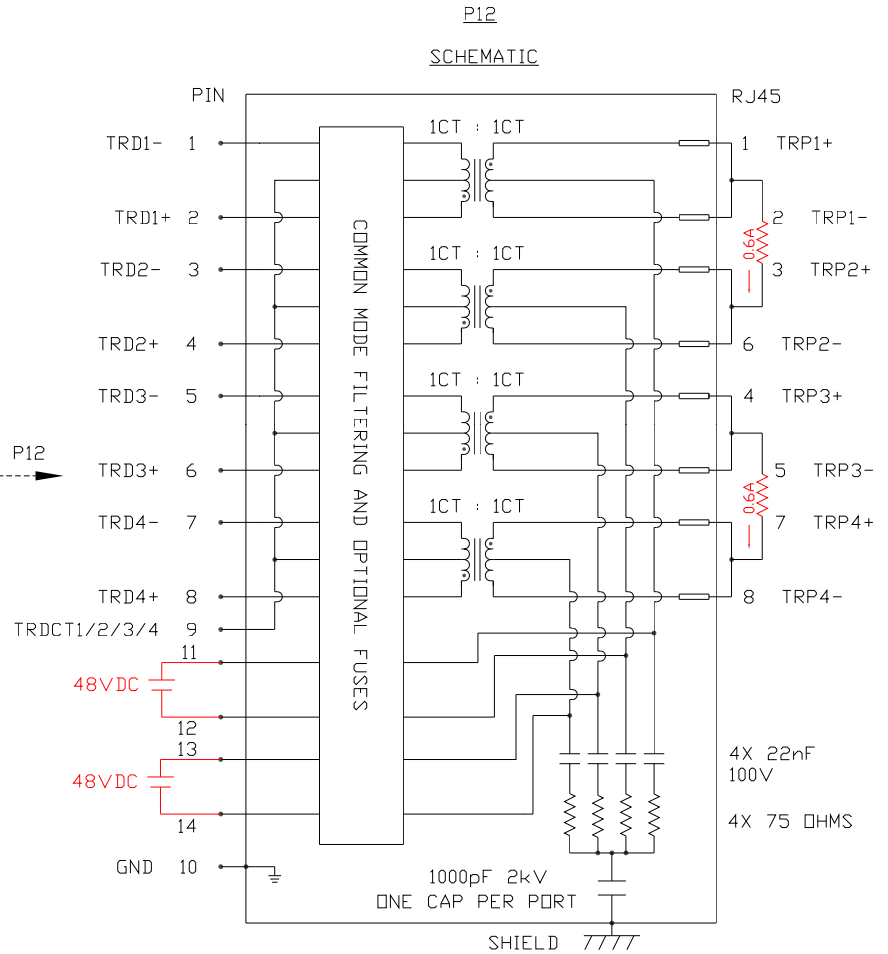 P12
SCHEMATIC
PIN
RJ45
1CT : 1CT
TRD1- 1
1 TRP1+
TRD1+ 2
2 TRP1-
0.6A
1CT : 1CT
TRD2- 3
3 TRP2+
TRD2+ 4
6 TRP2-
1CT : 1CT
TRD3- 5
4 TRP3+
P12
TRD3+ 6
5 TRP3-
0.6A
1CT : 1CT
TRD4- 7
7 TRP4+
TRD4+ 8
8 TRP4-
COMMON MODE FILTERING AND OPTIONAL FUSES
TRDCT1/2/3/4 9
11
48VDC
12
13
48VDC
14
4X 22nF
100V
4X 75 OHMS
GND 10
1000pF 2kV
ONE CAP PER PORT
SHIELD